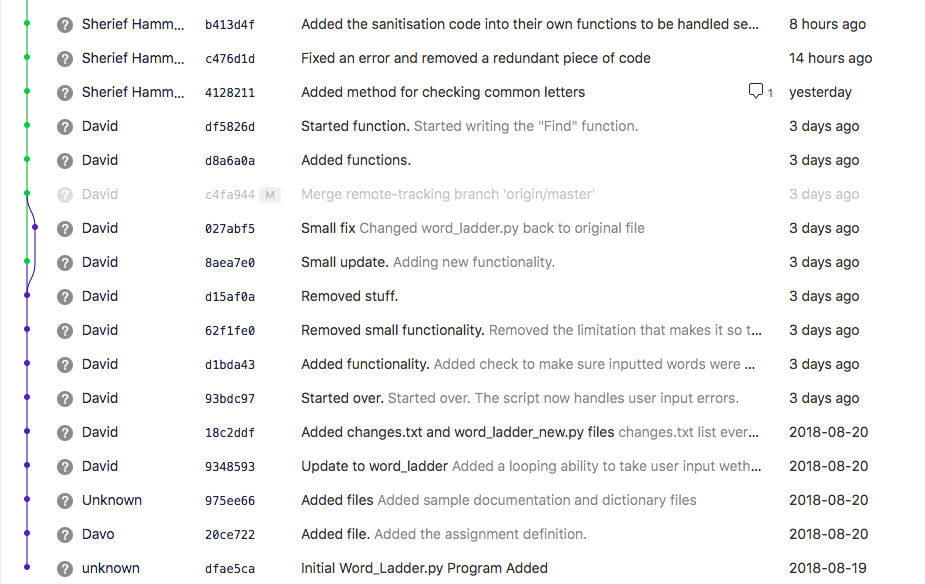 Sherief Hamm... b413d4f Added the sanitisation code into their own functions to be handled se... 8 hours ago
Sherief Hamm... c476d1d Fixed an error and removed a redundant piece of code 14 hours ago
Sherief Hamm... 4128211 Added method for checking common letters 1 yesterday
David df5826d Started function. Started writing the "Find" function. 3 days ago
David d8a6a0a Added functions. 3 days ago
David c4fa944 M Merge remote-tracking branch 'origin/master' 3 days ago
David 027abf5 Small fix Changed word_ladder.py back to original file 3 days ago
David 8aea7e0 Small update. Adding new functionality. 3 days ago
David d15af0a Removed stuff. 3 days ago
David 62f1fe0 Removed small functionality. Removed the limitation that makes it so t... 3 days ago
David d1bda43 Added functionality. Added check to make sure inputted words were ... 3 days ago
David 93bdc97 Started over. Started over. The script now handles user input errors. 3 days ago
David 18c2ddf Added changes.txt and word_ladder_new.py files changes.txt list ever... 2018-08-20
David 9348593 Update to word_ladder Added a looping ability to take user input weth... 2018-08-20
Unknown 975ee66 Added files Added sample documentation and dictionary files 2018-08-20
Davo 20ce722 Added file. Added the assignment definition. 2018-08-20
unknown dfae5ca Initial Word_Ladder.py Program Added 2018-08-19